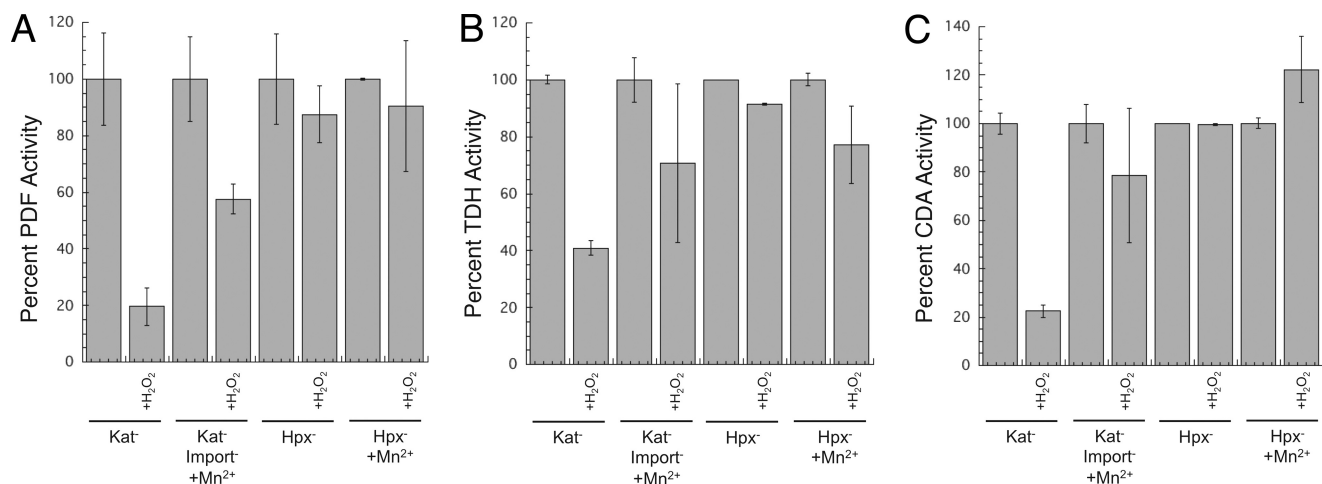 A
Percent PDF Activity
120
100
80
60
40
20
0
+H₂O₂
+H₂O₂
+H₂O₂
+H₂O₂
Kat⁻
Kat⁻
Import⁻
+Mn²⁺
Hpx⁻
Hpx⁻
+Mn²⁺
B
Percent TDH Activity
120
100
80
60
40
20
0
+H₂O₂
+H₂O₂
+H₂O₂
+H₂O₂
Kat⁻
Kat⁻
Import⁻
+Mn²⁺
Hpx⁻
Hpx⁻
+Mn²⁺
C
Percent CDA Activity
140
120
100
80
60
40
20
0
+H₂O₂
+H₂O₂
+H₂O₂
+H₂O₂
Kat⁻
Kat⁻
Import⁻
+Mn²⁺
Hpx⁻
Hpx⁻
+Mn²⁺